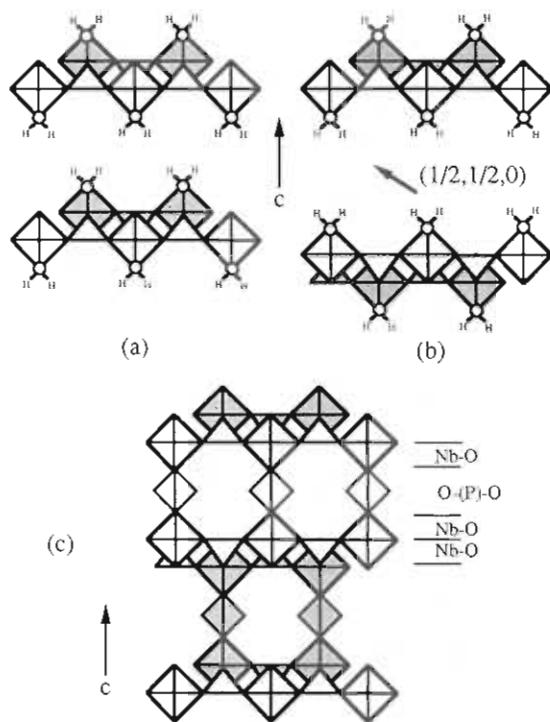 H H H H H H H H
H H H H H H H H H H H H
(1/2,1/2,0)
c
H H H H H H H H H H
H H H H H H
H H H H
(a)
(b)
Nb-O
O-(P)-O
Nb-O
(c)
Nb-O
c